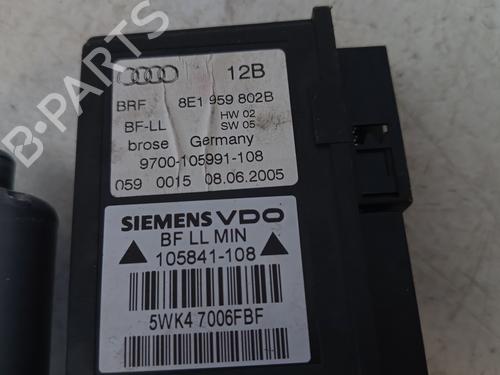 12B
BRF 8E1 959 802B
BF-LL HW 02
SW 05
brose Germany
9700-105991-108
059 0015 08.06.2005
SIEMENS VDO
BF LL MIN
105841-108
5WK4 7006FBF
B-PARTS